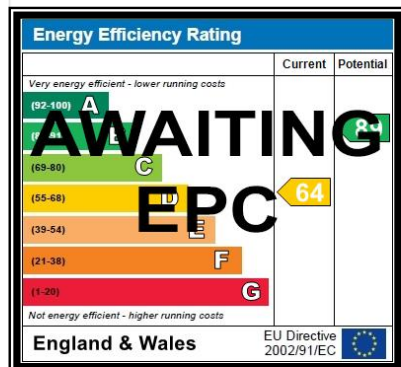 Energy Efficiency Rating
Current Potential
Very energy efficient - lower running costs
(92-100) A
AWAITING
B
89
(69-80) C
(55-68) D
64
EPC
(39-54) E
(21-38) F
(1-20) G
Not energy efficient - higher running costs
England & Wales
EU Directive
2002/91/EC